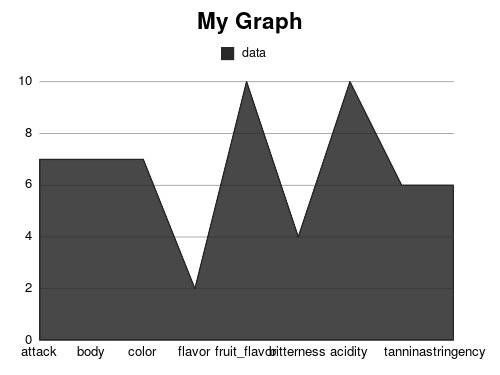 My Graph
data
10
8
6
4
2
0
attack body color flavor fruit_flavor bitterness acidity tannin astringency